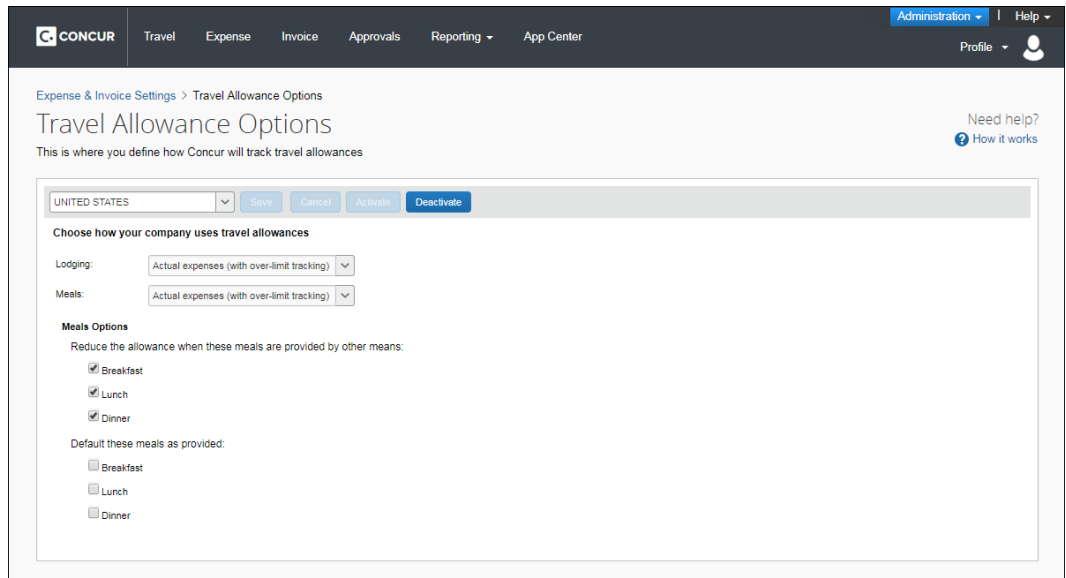 Administration | Help
C. CONCUR Travel Expense Invoice Approvals Reporting App Center
Profile
Expense & Invoice Settings > Travel Allowance Options
Travel Allowance Options
Need help?
? How it works
This is where you define how Concur will track travel allowances
UNITED STATES Save Cancel Activate Deactivate
Choose how your company uses travel allowances
Lodging: Actual expenses (with over-limit tracking)
Meals: Actual expenses (with over-limit tracking)
Meals Options
Reduce the allowance when these meals are provided by other means:
Breakfast
Lunch
Dinner
Default these meals as provided:
Breakfast
Lunch
Dinner